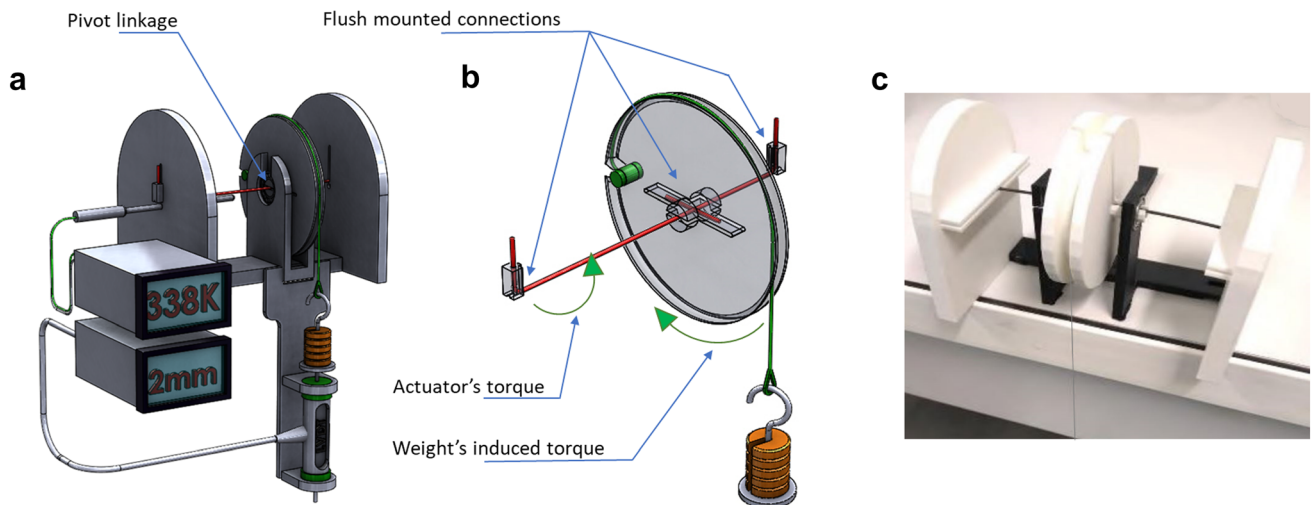 Pivot linkage
Flush mounted connections
a
b
c
338K
2mm
Actuator's torque
Weight's induced torque